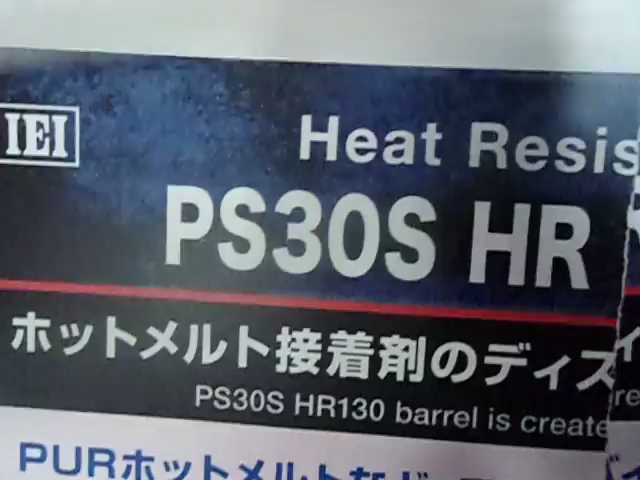 IEI
Heat Resis
PS30S HR
ホットメルト接着剤のディス
PS30S HR130 barrel is create
PURホットメルトなど